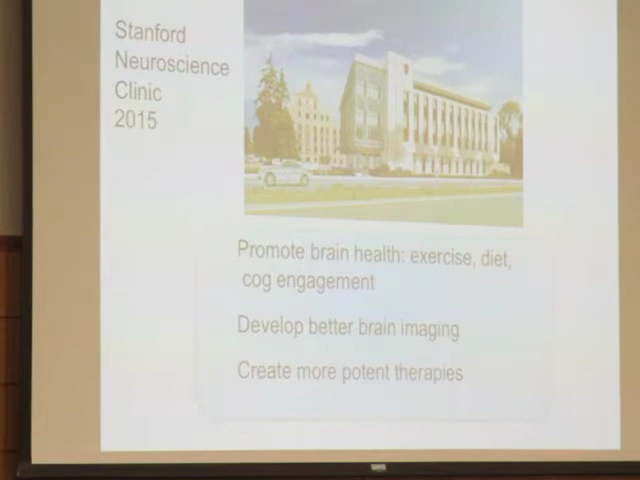 Stanford
Neuroscience
Clinic
2015
Promote brain health: exercise, diet,
cog engagement
Develop better brain imaging
Create more potent therapies